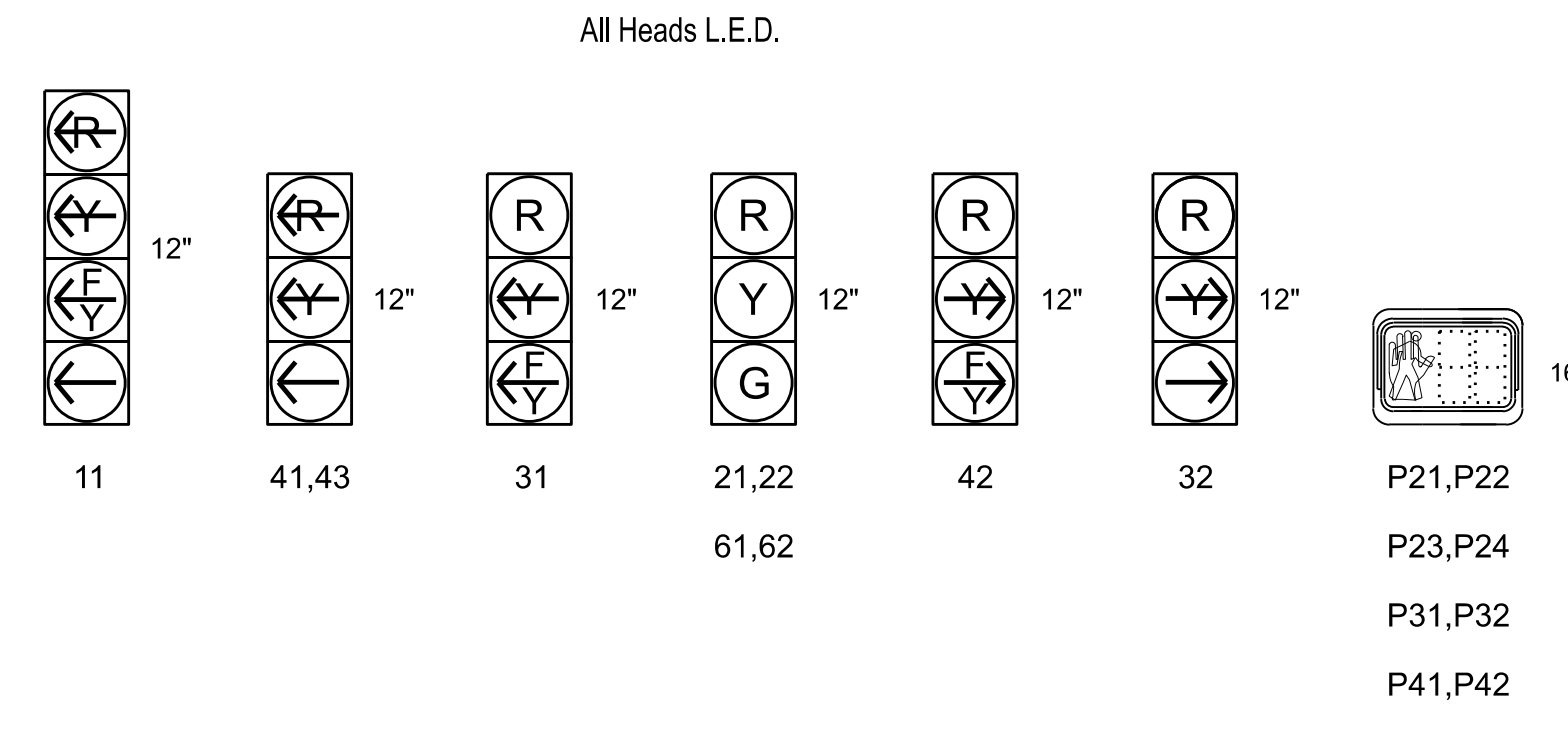 All Heads L.E.D.
R
Y
F
Y
12"
11
R
Y
12"
41,43
R
Y
F
Y
12"
31
R
Y
G
12"
21,22
61,62
R
Y
F
Y
12"
42
R
Y
12"
32
P21,P22
P23,P24
P31,P32
P41,P42